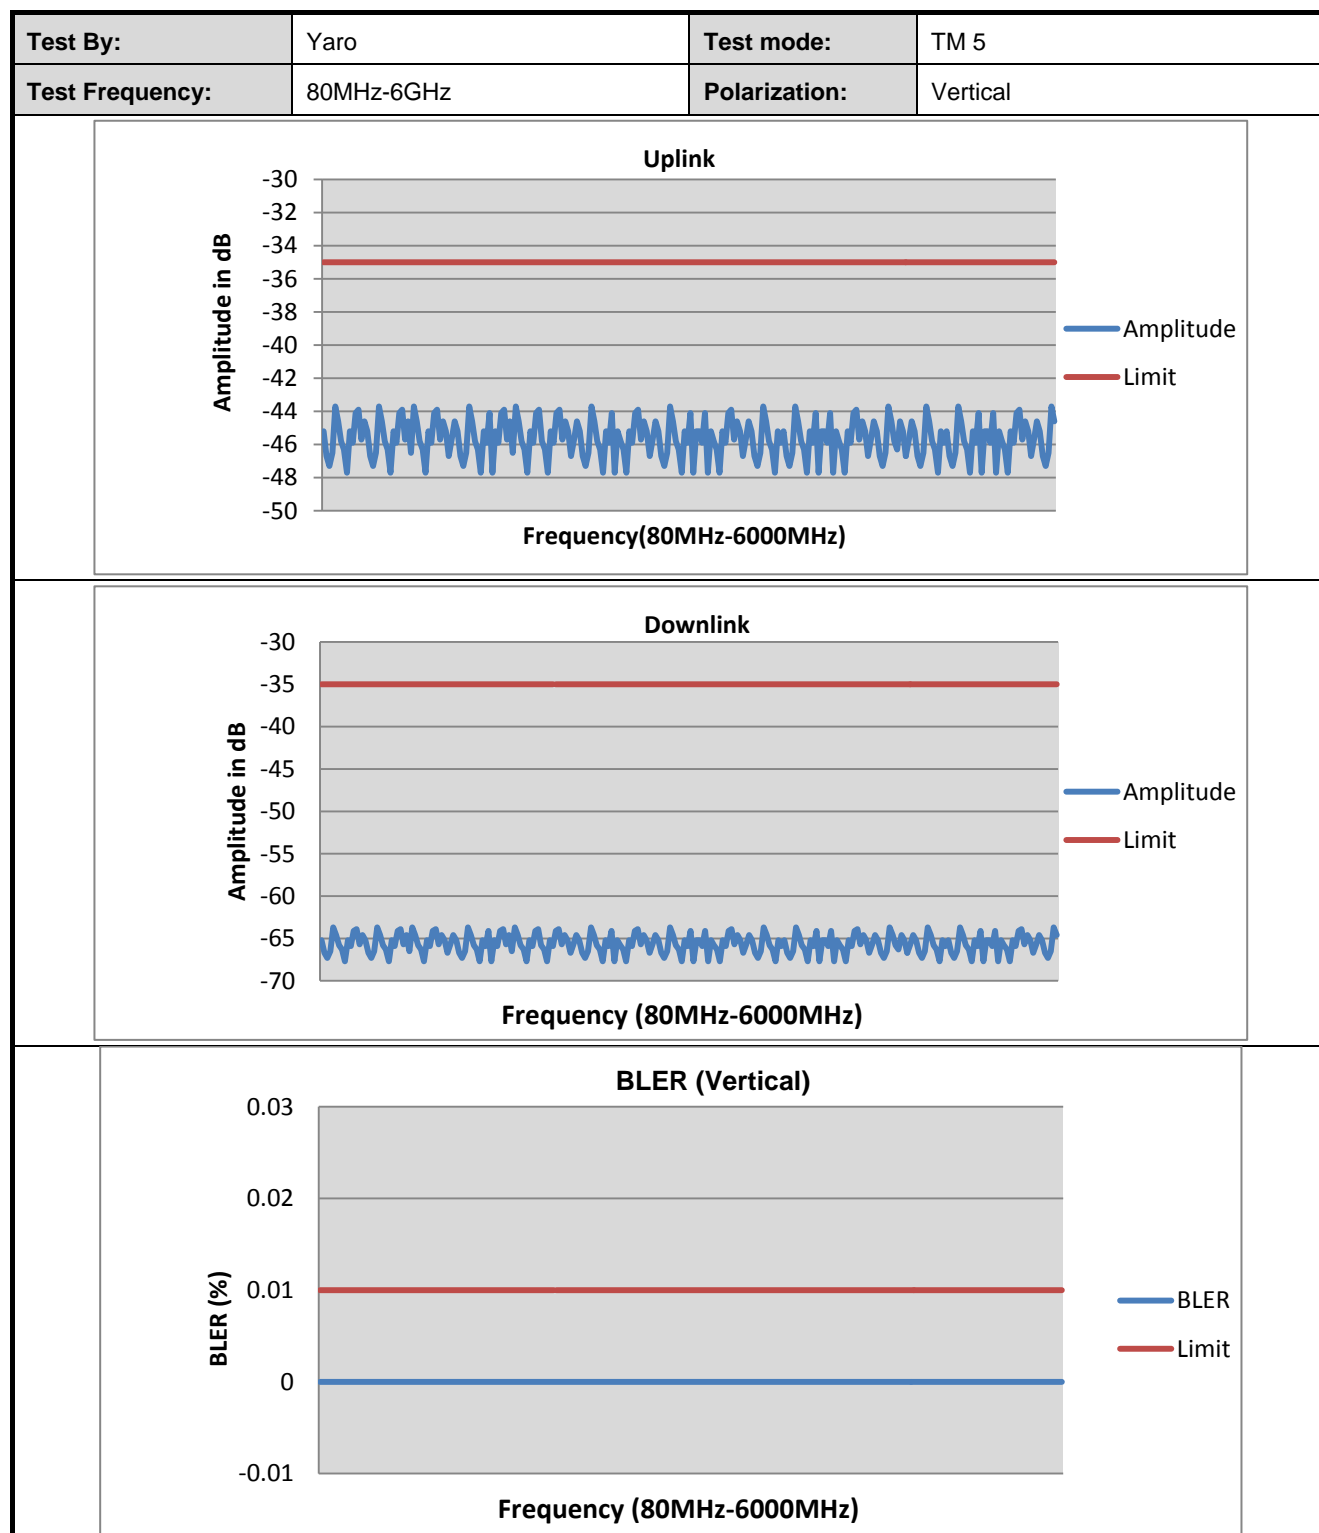 Test By: Yaro Test mode: TM 5
Test Frequency: 80MHz-6GHz Polarization: Vertical
Uplink
Amplitude in dB
-30
-32
-34
-36
-38
-40
-42
-44
-46
-48
-50
Amplitude
Limit
Frequency(80MHz-6000MHz)
Downlink
Amplitude in dB
-30
-35
-40
-45
-50
-55
-60
-65
-70
Amplitude
Limit
Frequency (80MHz-6000MHz)
BLER (Vertical)
BLER (%)
0.03
0.02
0.01
0
-0.01
BLER
Limit
Frequency (80MHz-6000MHz)